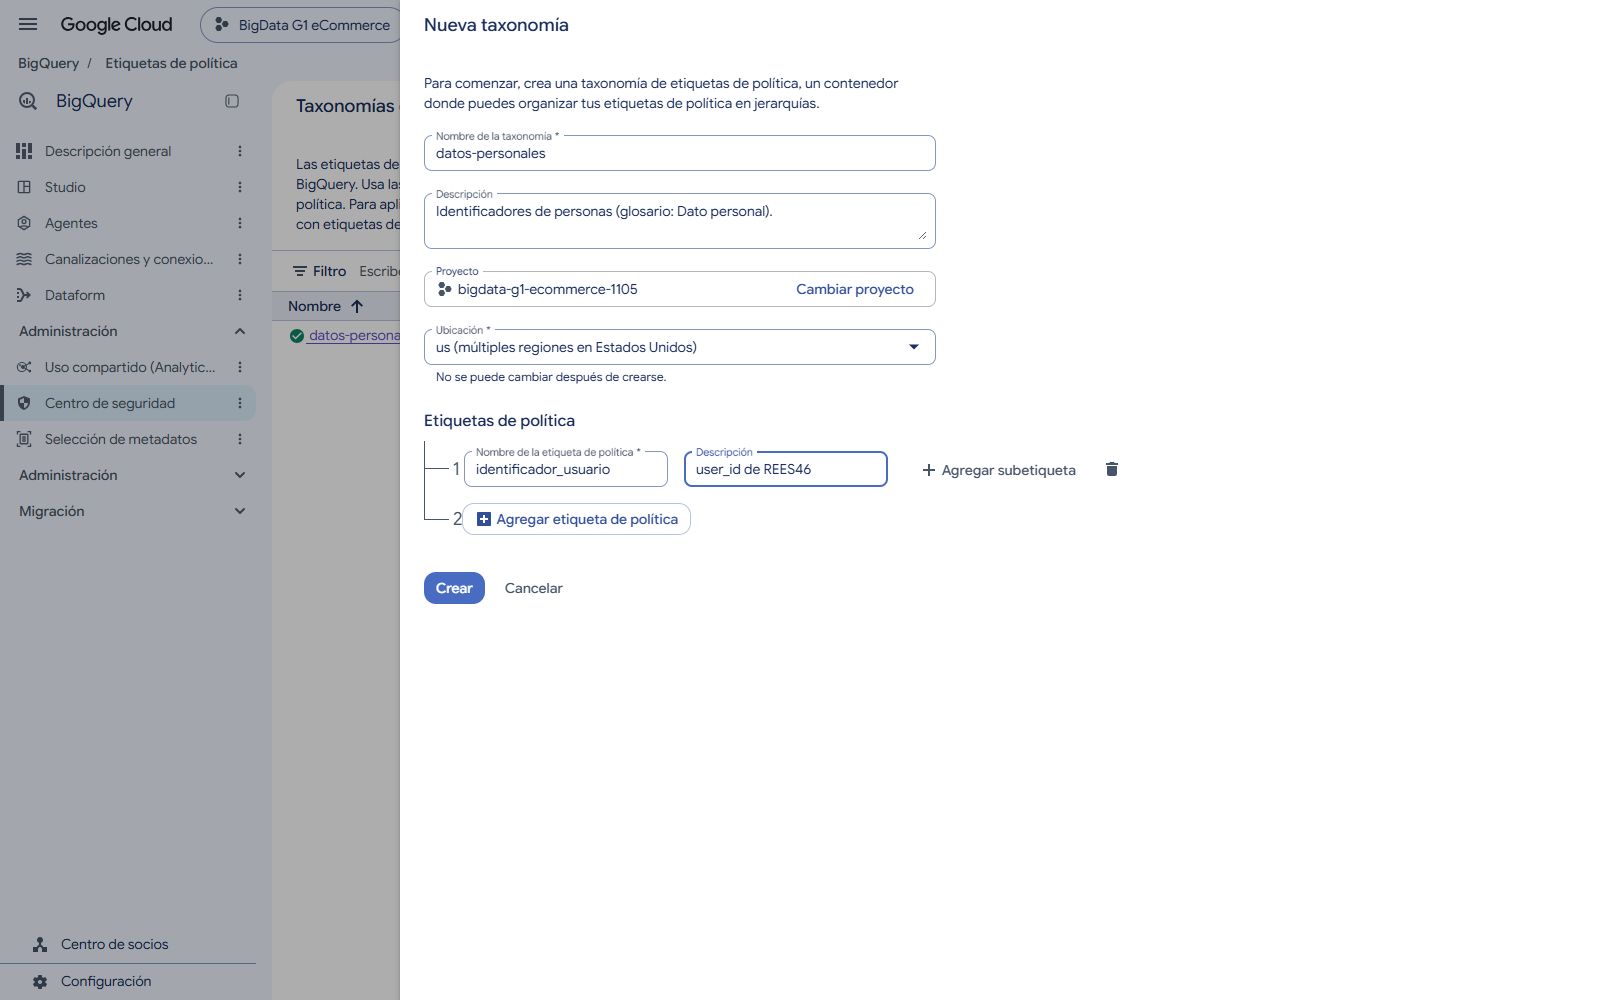 Google Cloud
BigData G1 eCommerce
BigQuery / Etiquetas de política
BigQuery
Descripción general
Studio
Agentes
Canalizaciones y conexio...
Dataform
Administración
Uso compartido (Analytic...
Centro de seguridad
Selección de metadatos
Administración
Migración
Centro de socios
Configuración
Taxonomías
Las etiquetas de
BigQuery. Usa las
política. Para apli
con etiquetas de
Filtro Escrib
Nombre
datos-persona
Nueva taxonomía
Para comenzar, crea una taxonomía de etiquetas de política, un contenedor
donde puedes organizar tus etiquetas de política en jerarquías.
Nombre de la taxonomía *
datos-personales
Descripción
Identificadores de personas (glosario: Dato personal).
Proyecto
bigdata-g1-ecommerce-1105 Cambiar proyecto
Ubicación *
us (múltiples regiones en Estados Unidos)
No se puede cambiar después de crearse.
Etiquetas de política
Nombre de la etiqueta de política * Descripción
1 identificador_usuario user_id de REES46 Agregar subetiqueta
2 Agregar etiqueta de política
Crear Cancelar